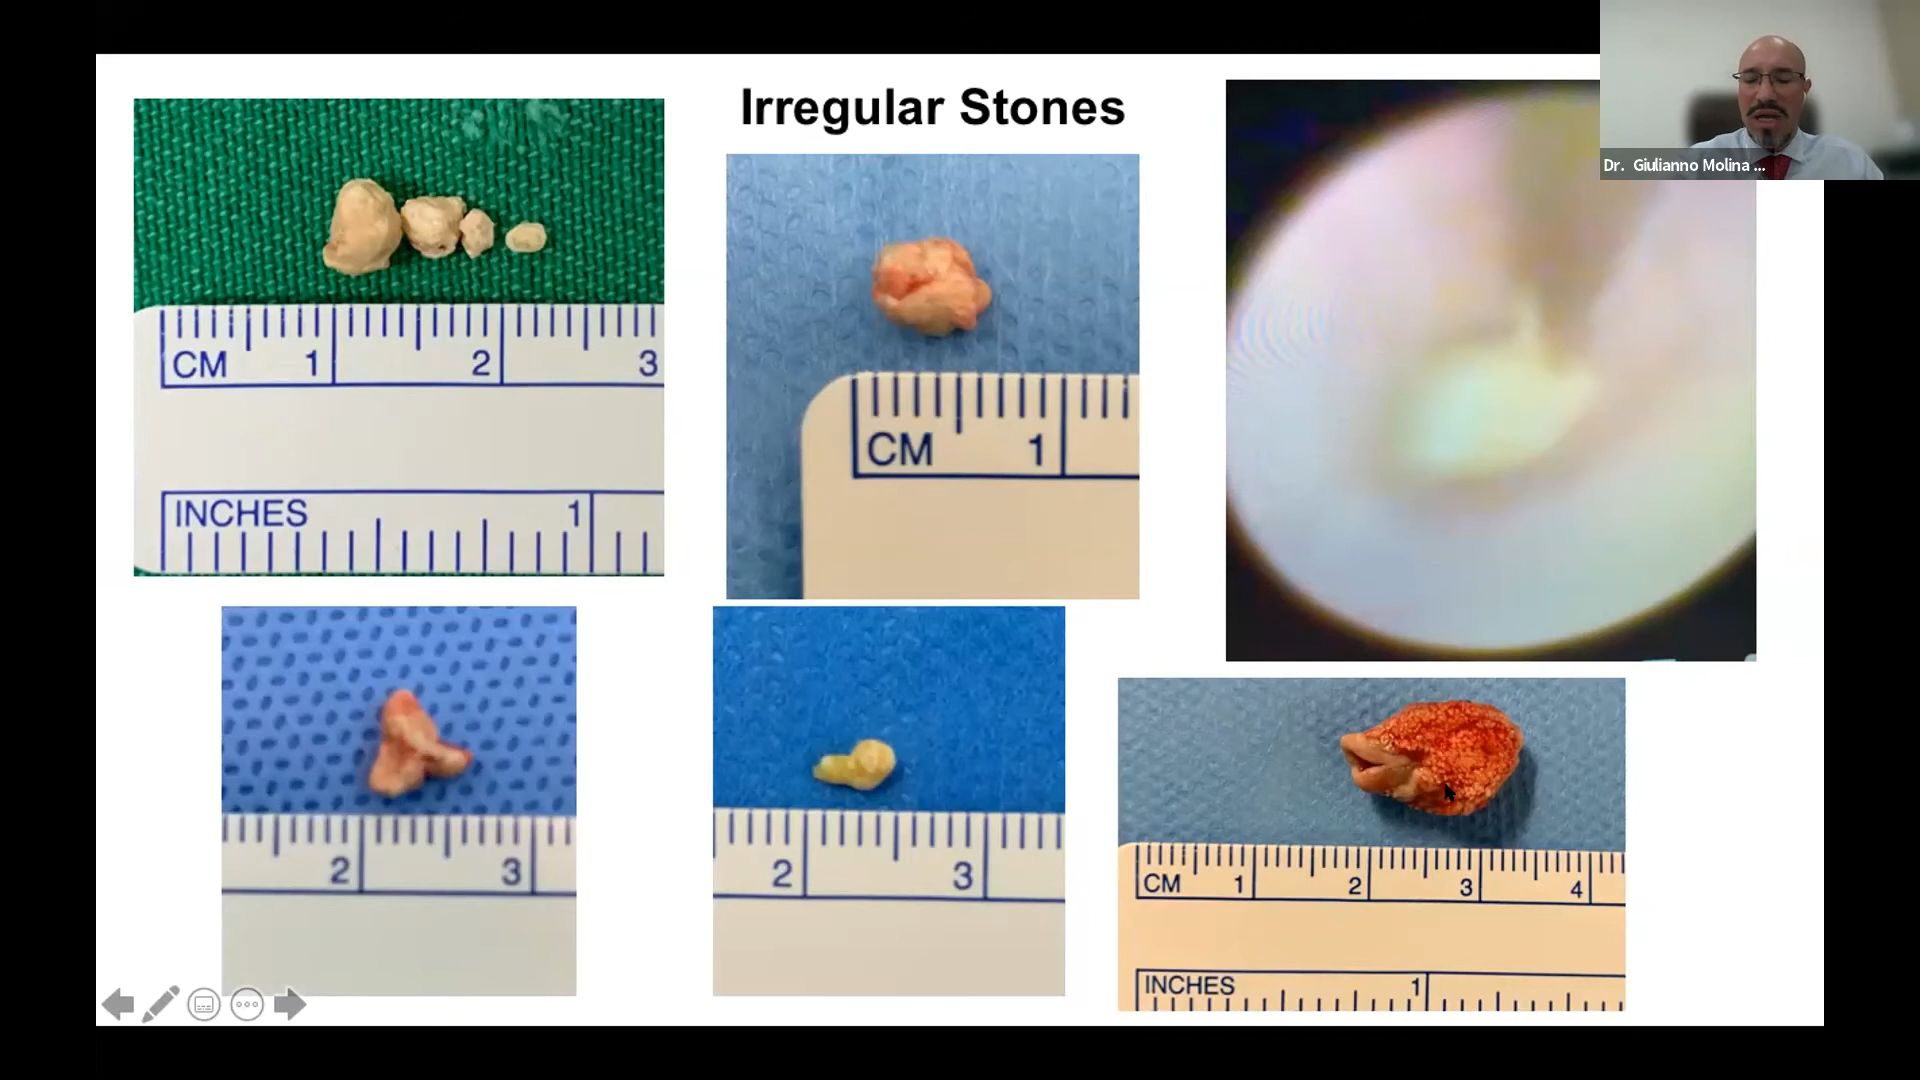 Irregular Stones
Dr. Giulianno Molina ...
CM 1 2 3
INCHES 1
CM 1
2 3
2 3
CM 1 2 3 4
INCHES 1